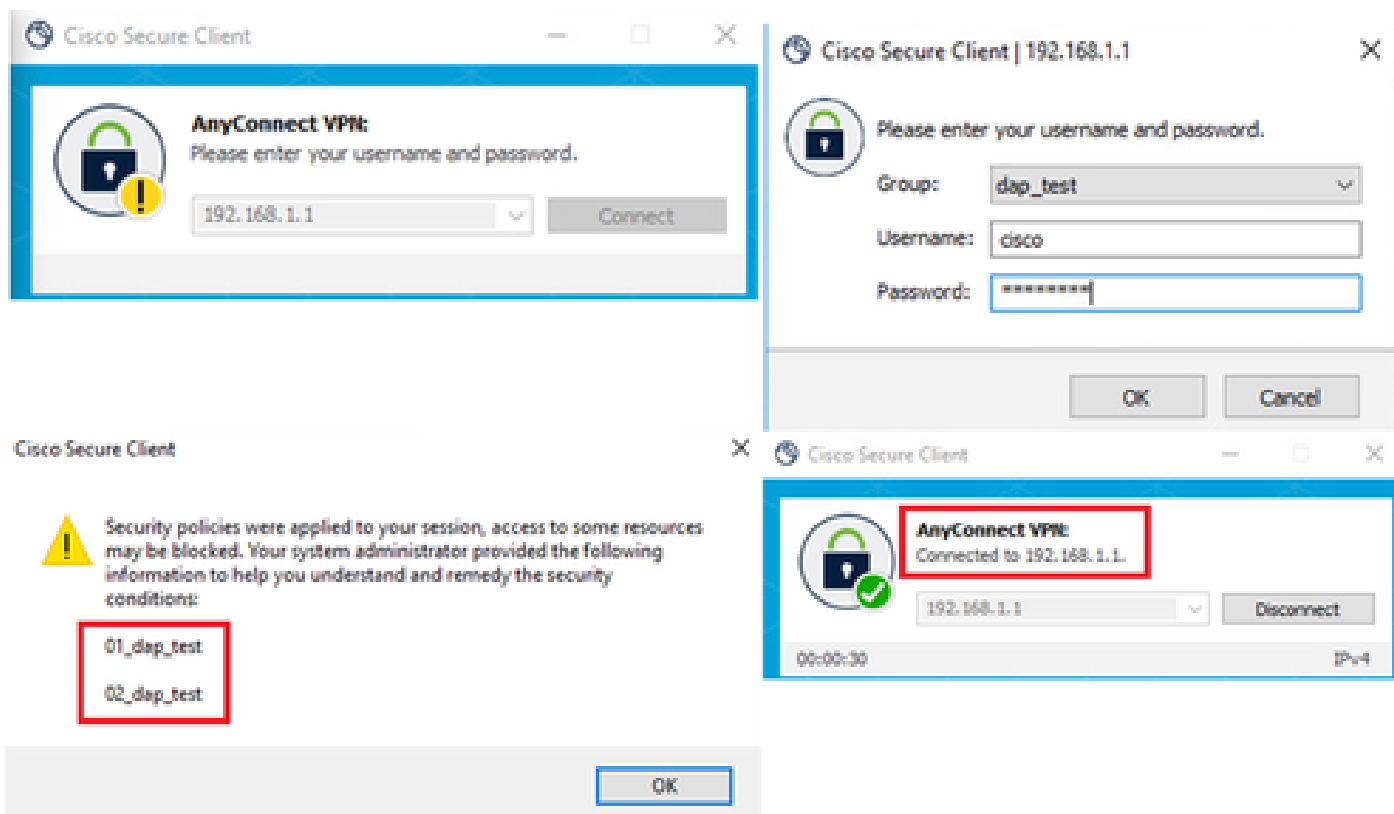 Cisco Secure Client
AnyConnect VPN:
Please enter your username and password.
192.168.1.1
Connect
Cisco Secure Client | 192.168.1.1
Please enter your username and password.
Group:
dap_test
Username:
cisco
Password:
********
OK
Cancel
Cisco Secure Client
Security policies were applied to your session, access to some resources
may be blocked. Your system administrator provided the following
information to help you understand and remedy the security
conditions:
01_dap_test
02_dap_test
OK
Cisco Secure Client
AnyConnect VPN:
Connected to 192.168.1.1.
192.168.1.1
Disconnect
00:00:30
IPv4